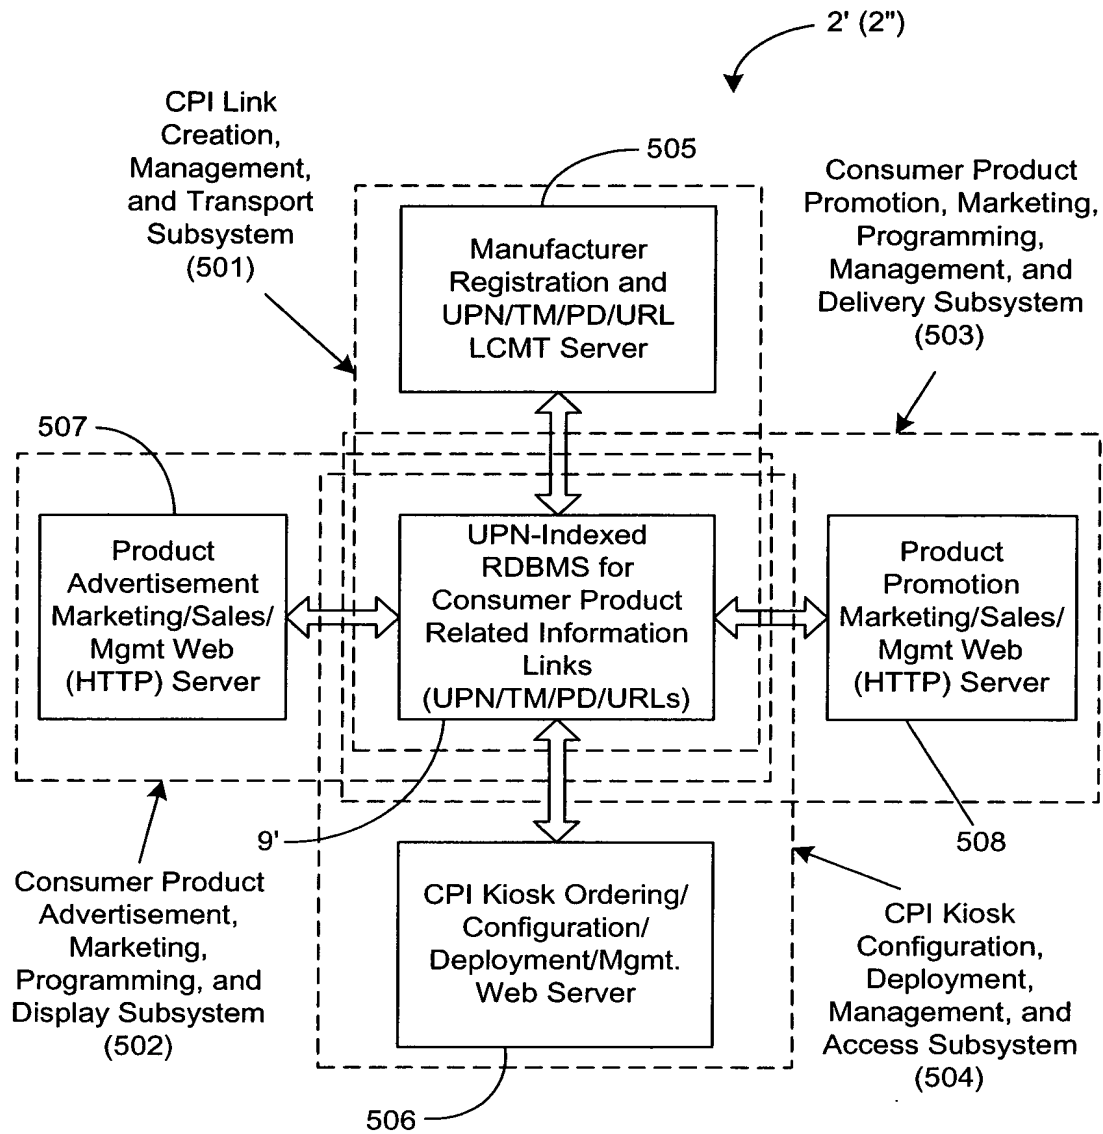 2' (2")
CPI Link
Creation,
Management,
and Transport
Subsystem
(501)
505
Consumer Product
Promotion, Marketing,
Programming,
Management, and
Delivery Subsystem
(503)
Manufacturer
Registration and
UPN/TM/PD/URL
LCMT Server
507
Product
Advertisement
Marketing/Sales/
Mgmt Web
(HTTP) Server
UPN-Indexed
RDBMS for
Consumer Product
Related Information
Links
(UPN/TM/PD/URLs)
Product
Promotion
Marketing/Sales/
Mgmt Web
(HTTP) Server
9'
508
Consumer Product
Advertisement,
Marketing,
Programming, and
Display Subsystem
(502)
CPI Kiosk Ordering/
Configuration/
Deployment/Mgmt.
Web Server
CPI Kiosk
Configuration,
Deployment,
Management, and
Access Subsystem
(504)
506